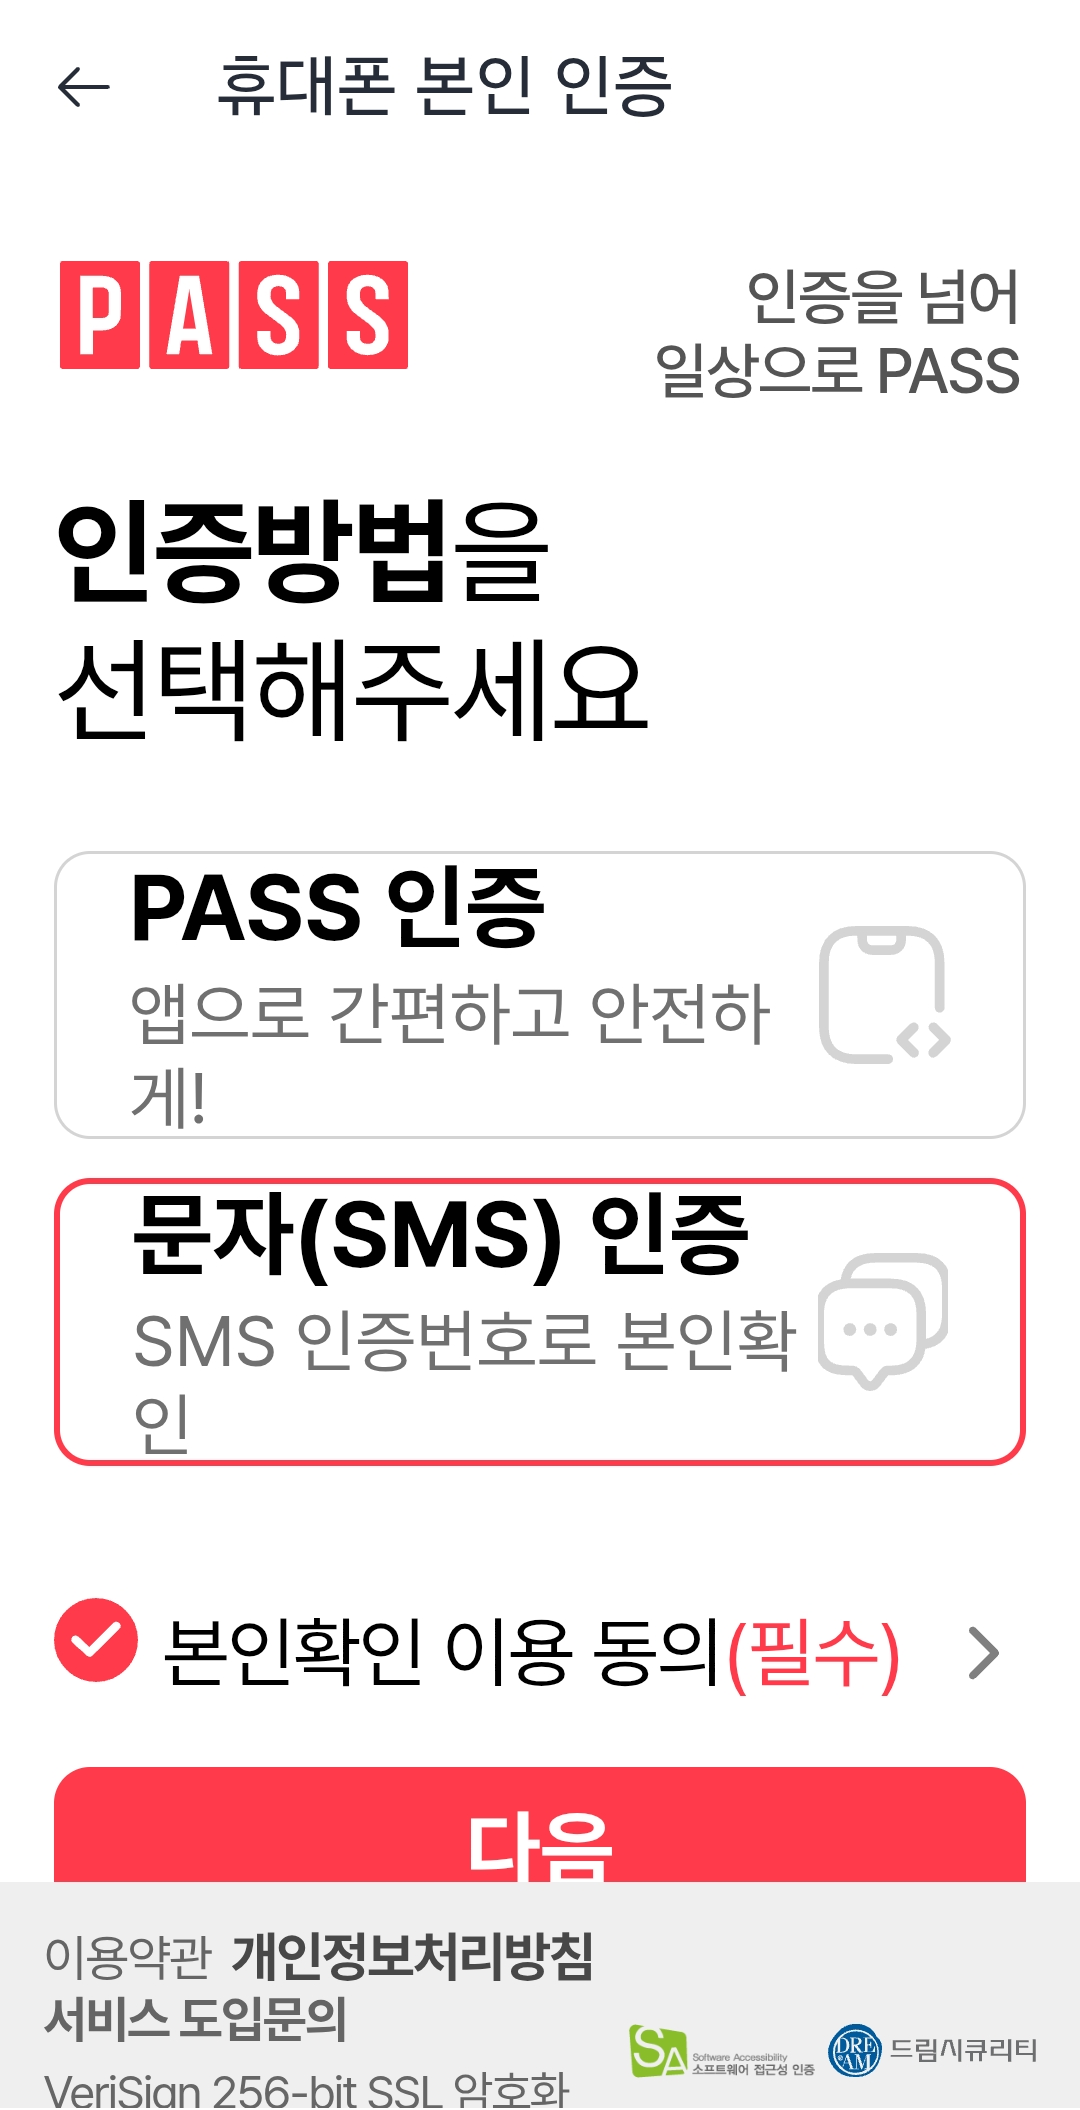 휴대폰 본인 인증
PASS
인증을 넘어
일상으로 PASS
인증방법을
선택해주세요
PASS 인증
앱으로 간편하고 안전하
게!
문자(SMS) 인증
SMS 인증번호로 본인확
인
본인확인 이용 동의(필수)
다음
이용약관 개인정보처리방침
서비스 도입문의
SA Software Accessibility
소프트웨어 접근성 인증
DREAM 드림시큐리티
VeriSign 256-bit SSL 암호화